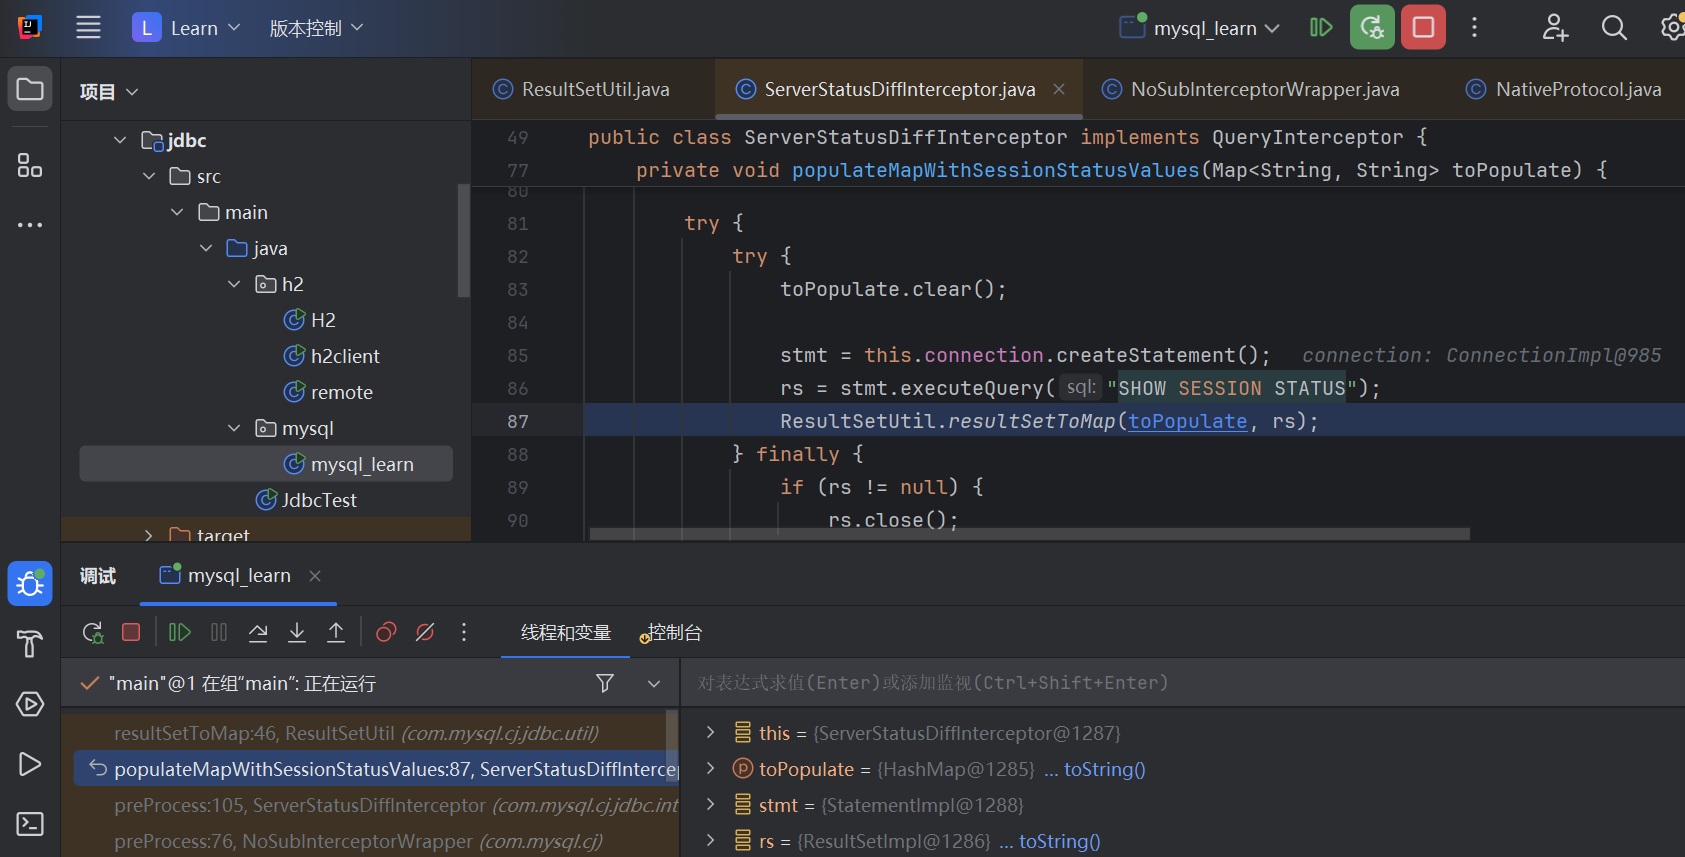 L Learn 版本控制 mysql_learn
项目
jdbc
src
main
java
h2
H2
h2client
remote
mysql
mysql_learn
JdbcTest
target
ResultSetUtil.java ServerStatusDiffInterceptor.java NoSubInterceptorWrapper.java NativeProtocol.java
49 public class ServerStatusDiffInterceptor implements QueryInterceptor {
77 private void populateMapWithSessionStatusValues(Map<String, String> toPopulate) {
80
81 try {
82 try {
83 toPopulate.clear();
84
85 stmt = this.connection.createStatement(); connection: ConnectionImpl@985
86 rs = stmt.executeQuery( sql: "SHOW SESSION STATUS");
87 ResultSetUtil.resultSetToMap(toPopulate, rs);
88 } finally {
89 if (rs != null) {
90 rs.close();
调试 mysql_learn
线程和变量 控制台
"main"@1 在组“main”: 正在运行
resultSetToMap:46, ResultSetUtil (com.mysql.cj.jdbc.util)
populateMapWithSessionStatusValues:87, ServerStatusDiffInterce
preProcess:105, ServerStatusDiffInterceptor (com.mysql.cj.jdbc.int
preProcess:76, NoSubInterceptorWrapper (com.mysql.cj)
对表达式求值(Enter)或添加监视(Ctrl+Shift+Enter)
this = {ServerStatusDiffInterceptor@1287}
toPopulate = {HashMap@1285} ... toString()
stmt = {StatementImpl@1288}
rs = {ResultSetImpl@1286} ... toString()